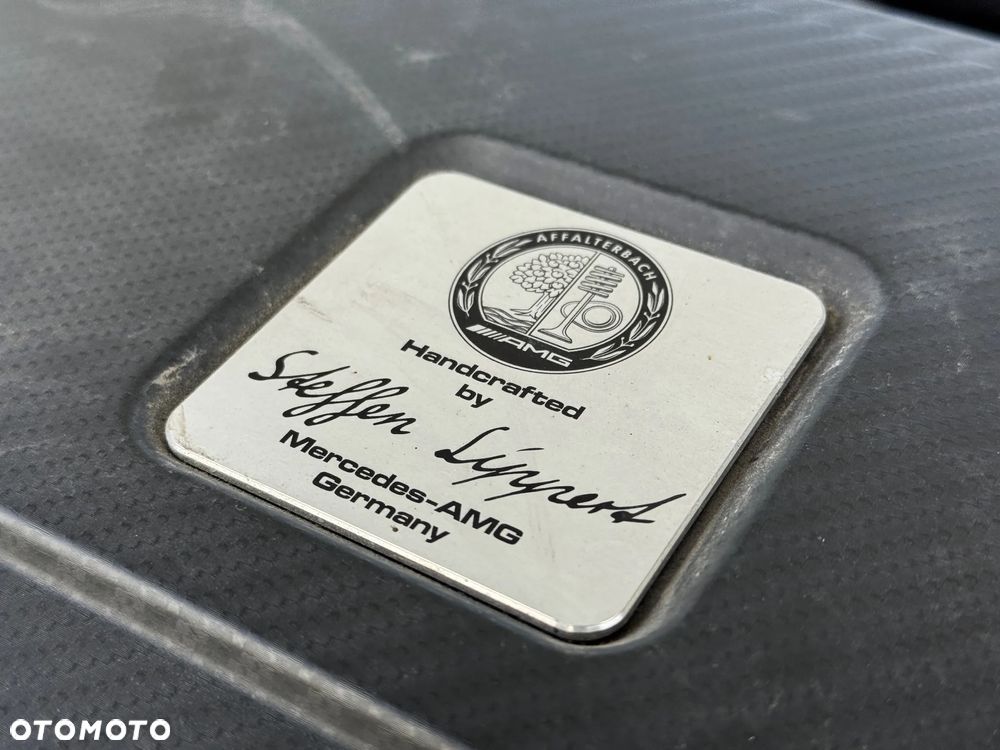 AFFALTERBACH
AMG
Handcrafted
by
Steffen Lippert
Mercedes-AMG
Germany
OTOMOTO